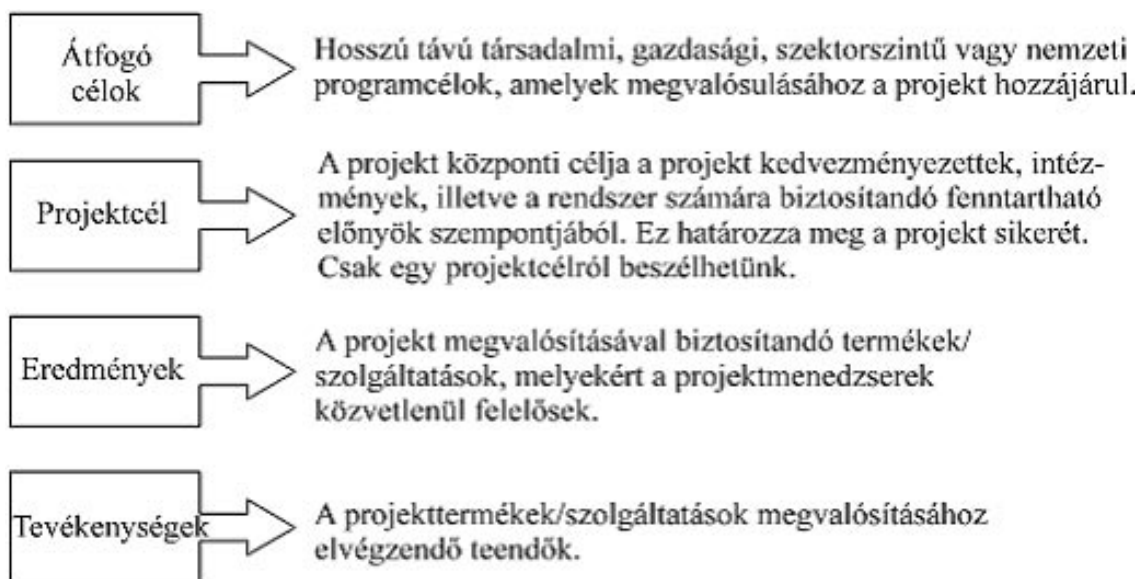 Átfogó
célok
Hosszú távú társadalmi, gazdasági, szektorszintű vagy nemzeti
programcélok, amelyek megvalósulásához a projekt hozzájárul.
Projektcél
A projekt központi célja a projekt kedvezményezettek, intéz-
mények, illetve a rendszer számára biztosítandó fenntartható
előnyök szempontjából. Ez határozza meg a projekt sikerét.
Csak egy projektcélról beszélhetünk.
Eredmények
A projekt megvalósításával biztosítandó termékek/
szolgáltatások, melyekért a projektmenedzserek
közvetlenül felelősek.
Tevékenységek
A projekttermékek/szolgáltatások megvalósításához
elvégzendő teendők.